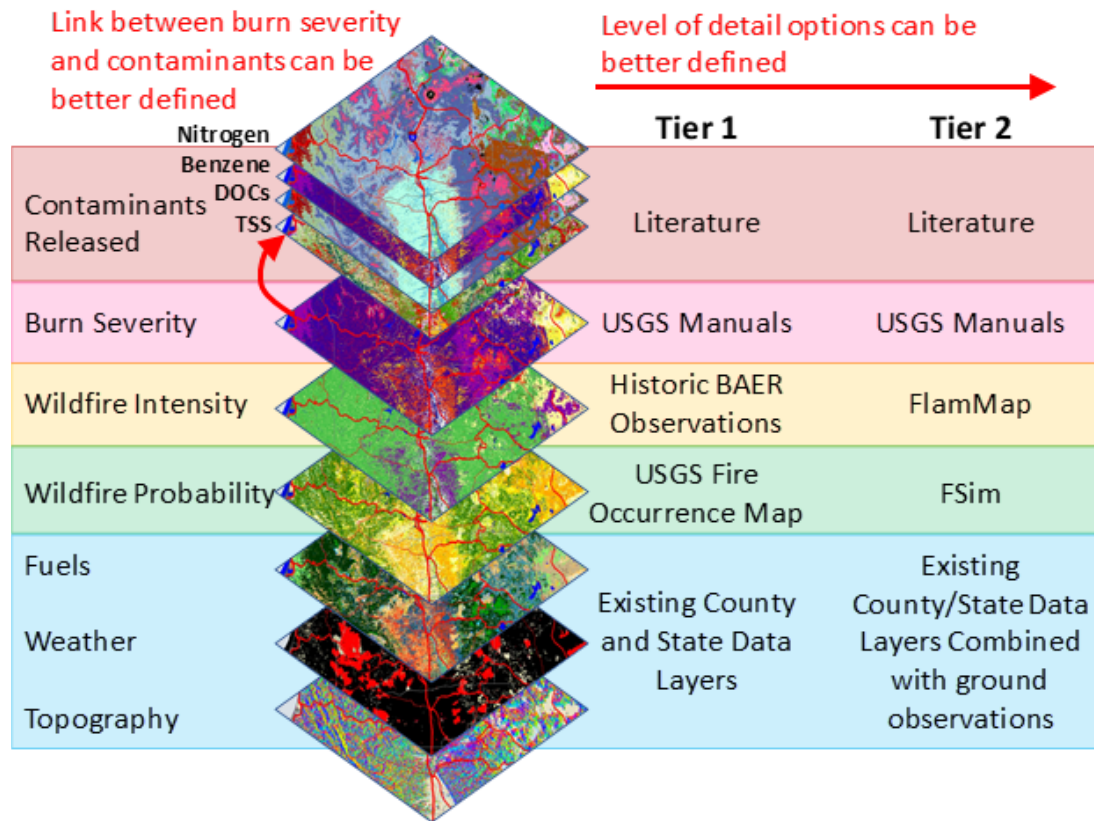 Link between burn severity
and contaminants can be
better defined
Level of detail options can be
better defined
Tier 1
Tier 2
Nitrogen
Benzene
DOCs
TSS
Contaminants
Released
Literature
Literature
Burn Severity
USGS Manuals
USGS Manuals
Wildfire Intensity
Historic BAER
Observations
FlamMap
Wildfire Probability
USGS Fire
Occurrence Map
FSim
Fuels
Weather
Topography
Existing County
and State Data
Layers
Existing
County/State Data
Layers Combined
with ground
observations